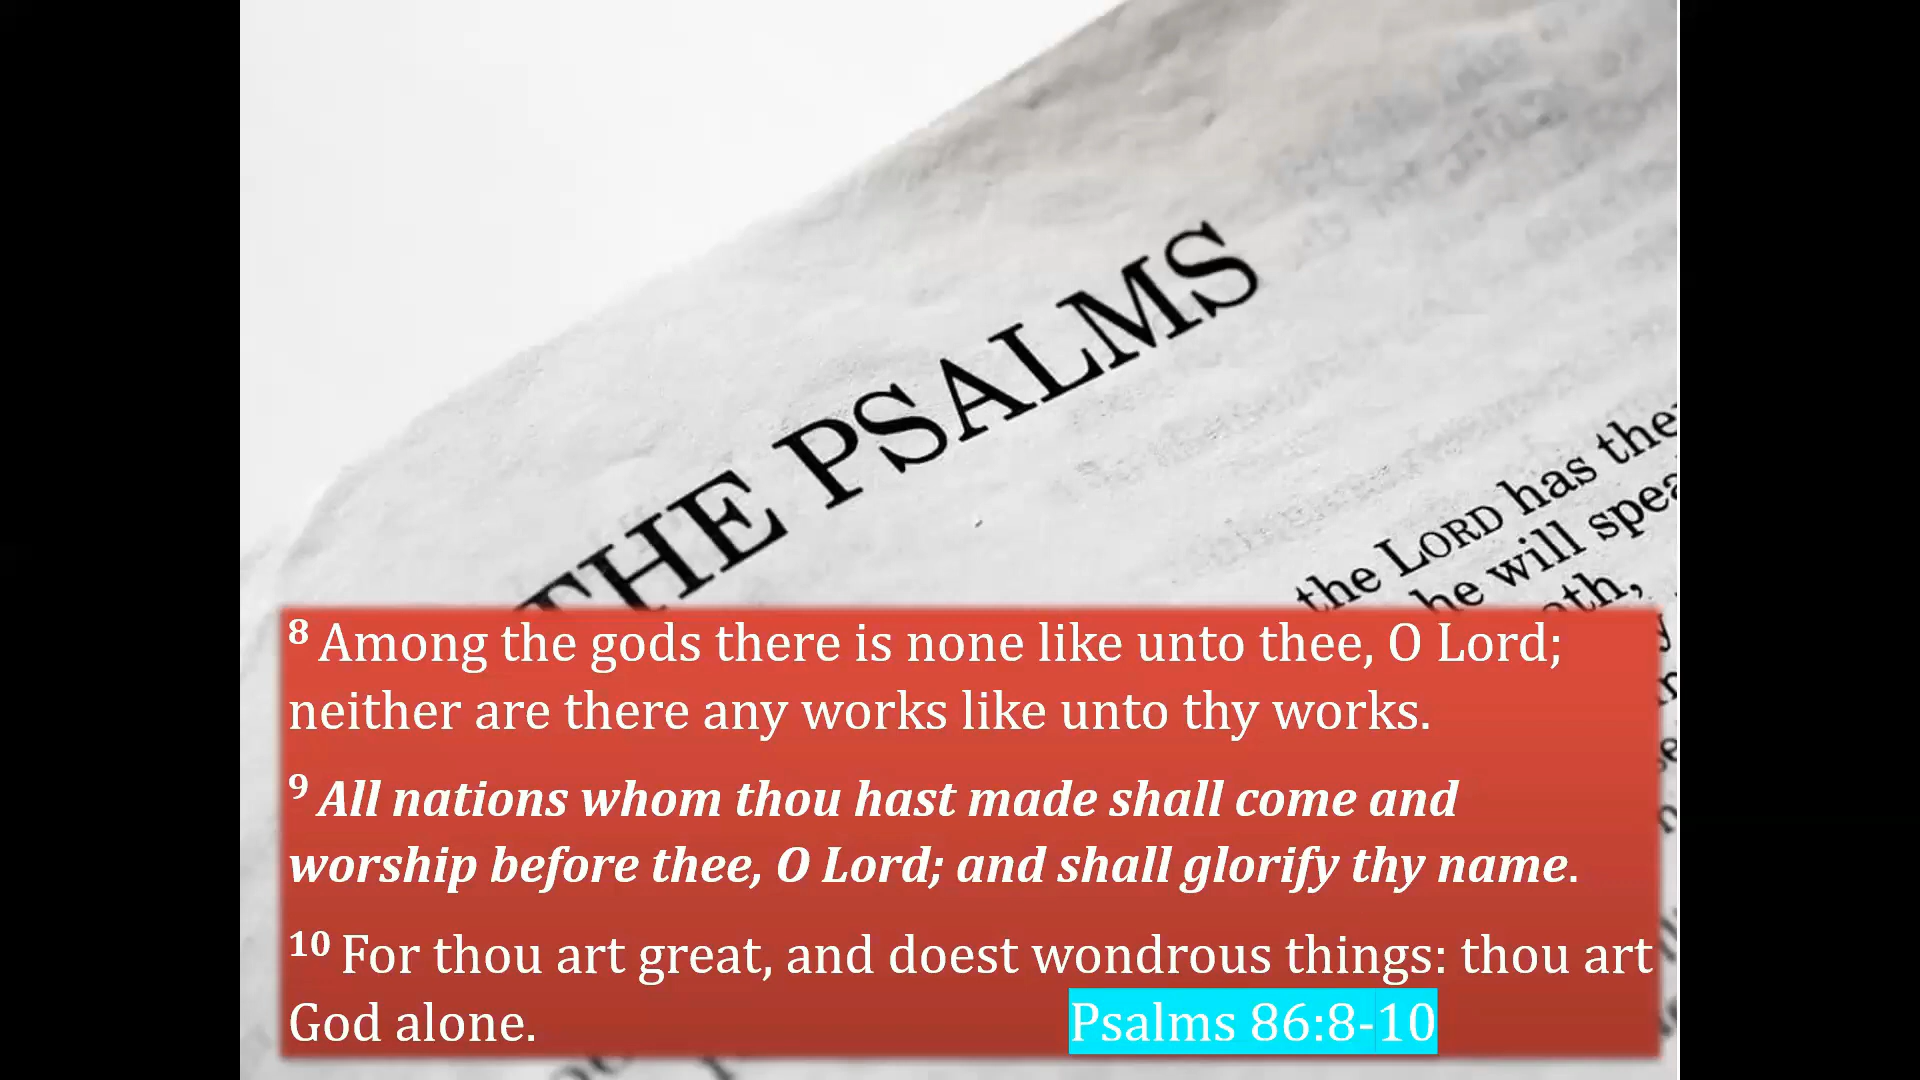 THE PSALMS
the LORD has
he will
8 Among the gods there is none like unto thee, O Lord;
neither are there any works like unto thy works.
9 All nations whom thou hast made shall come and
worship before thee, O Lord; and shall glorify thy name.
10 For thou art great, and doest wondrous things: thou art
God alone. Psalms 86:8-10